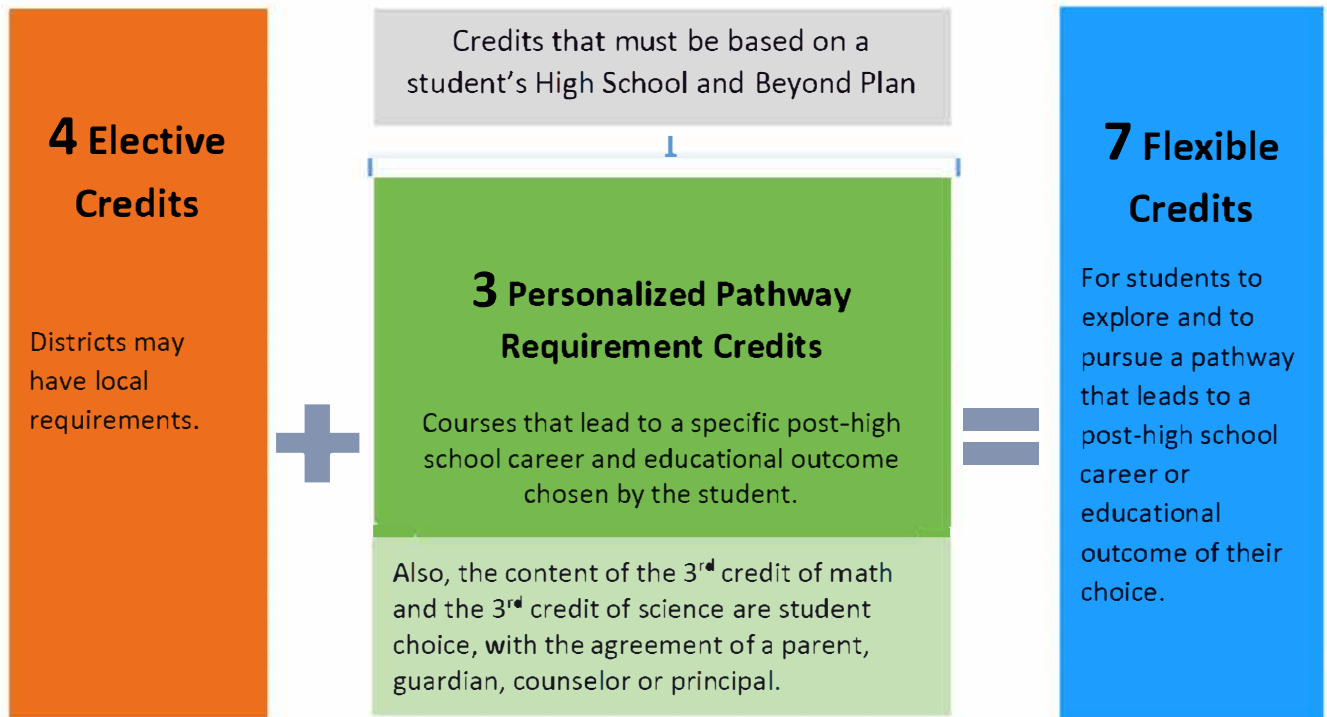 4 Elective
Credits
Districts may
have local
requirements.
Credits that must be based on a
student's High School and Beyond Plan
3 Personalized Pathway
Requirement Credits
Courses that lead to a specific post-high
school career and educational outcome
chosen by the student.
Also, the content of the 3rd credit of math
and the 3rd credit of science are student
choice, with the agreement of a parent,
guardian, counselor or principal.
7 Flexible
Credits
For students to
explore and to
pursue a pathway
that leads to a
post-high school
career or
educational
outcome of their
choice.